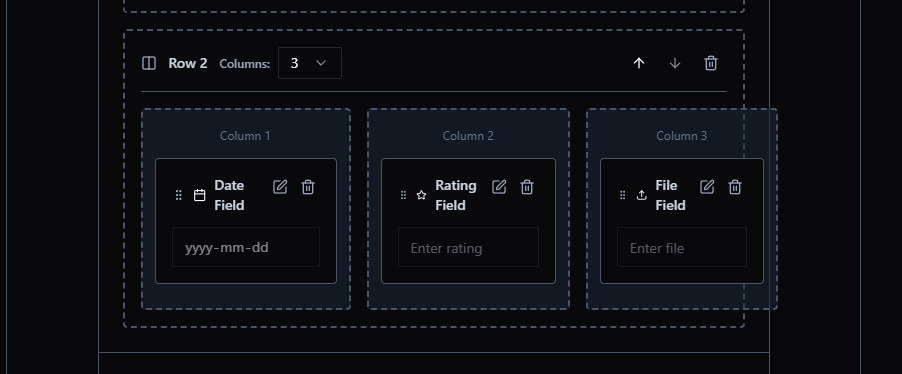 Row 2 Columns: 3
Column 1 Column 2 Column 3
Date Field
Rating Field
File Field
yyyy-mm-dd Enter rating Enter file